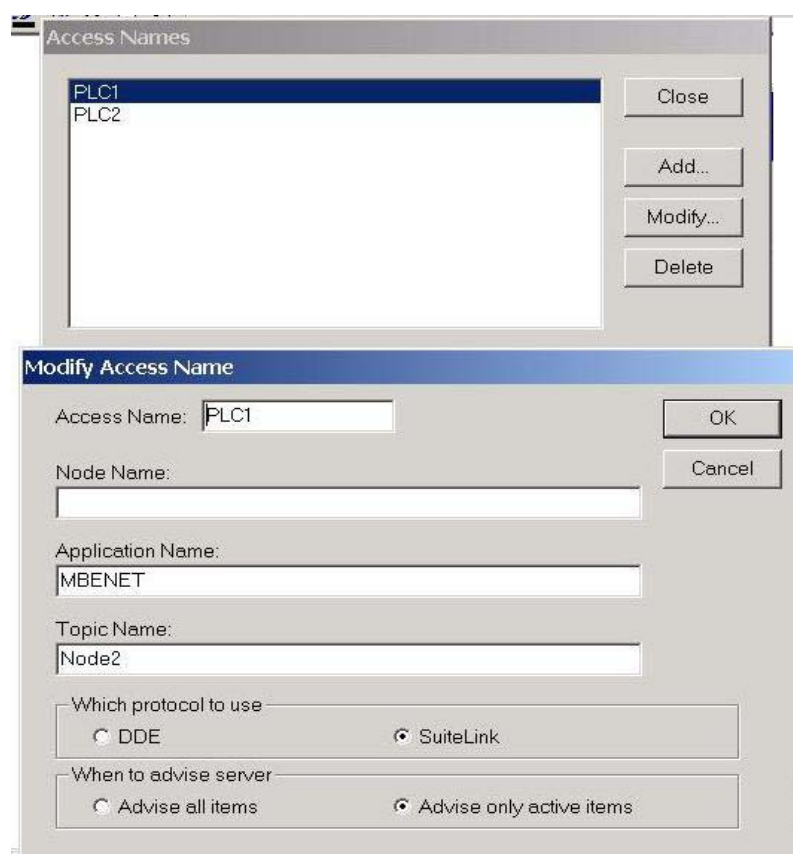 Access Names
PLC1
PLC2
Close
Add...
Modify...
Delete
Modify Access Name
Access Name: PLC1
OK
Cancel
Node Name:
Application Name:
MBENET
Topic Name:
Node2
Which protocol to use
DDE SuiteLink
When to advise server
Advise all items Advise only active items